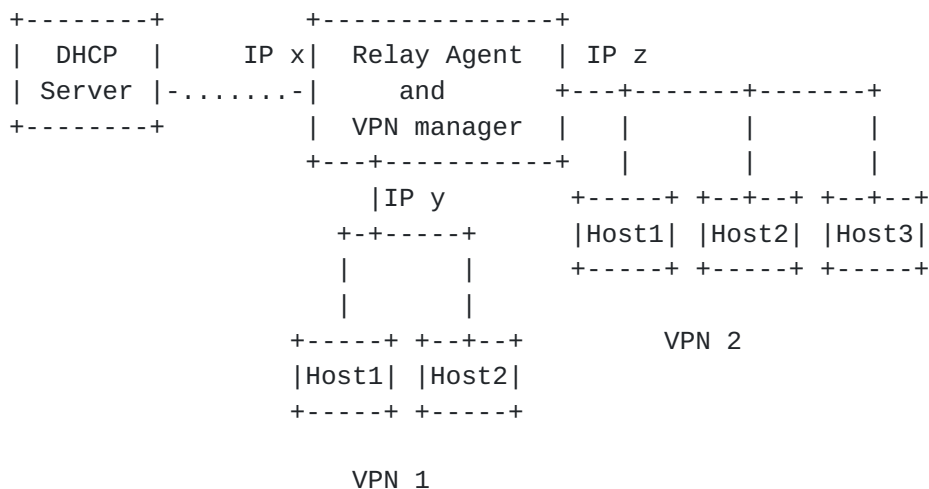 +--------+         +---------------+
|  DHCP  |     IP x|  Relay Agent  | IP z
| Server |-.......-|      and      +---+-------+-------+
+--------+         |  VPN manager  |   |       |       |
                   +---+-----------+   |       |       |
                       |IP y        +-----+ +--+--+ +--+--+
                     +-+-----+      |Host1| |Host2| |Host3|
                     |       |      +-----+ +-----+ +-----+
                     |       |
                  +-----+ +--+--+         VPN 2
                  |Host1| |Host2|
                  +-----+ +-----+
                      VPN 1